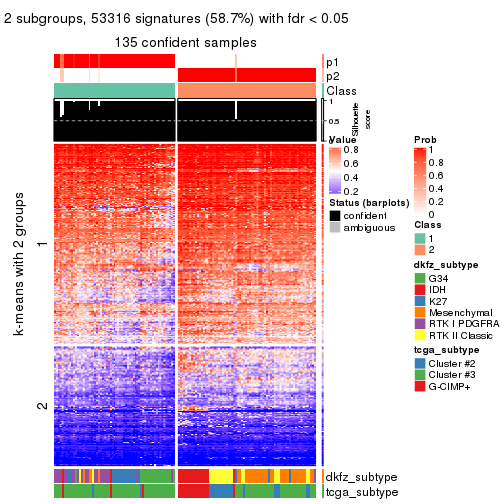 2 subgroups, 53316 signatures (58.7%) with fdr < 0.05
135 confident samples
p1
p2
Class
1
0.5
0
Silhouette
score
k-means with 2 groups
1
2
dkfz_subtype
tcga_subtype
Value
0.8
0.6
0.4
0.2
Status (barplots)
confident
ambiguous
Prob
1
0.8
0.6
0.4
0.2
0
Class
1
2
dkfz_subtype
G34
IDH
K27
Mesenchymal
RTK I PDGFRA
RTK II Classic
tcga_subtype
Cluster #2
Cluster #3
G-CIMP+